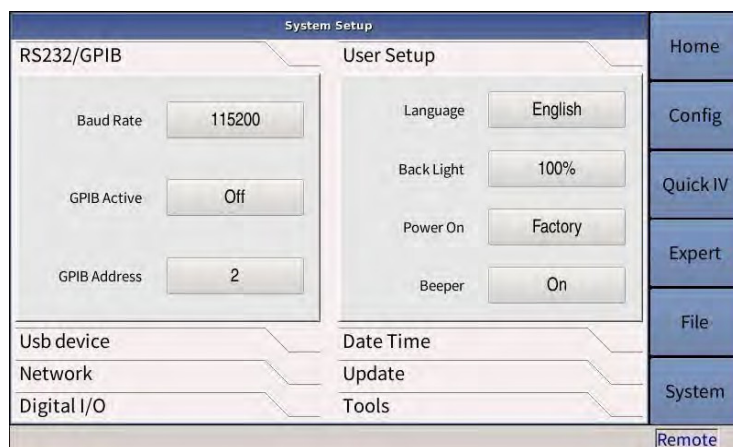 System Setup
RS232/GPIB
Baud Rate 115200
GPIB Active Off
GPIB Address 2
Usb device
Network
Digital I/O
User Setup
Language English
Back Light 100%
Power On Factory
Beeper On
Date Time
Update
Tools
Home
Config
Quick IV
Expert
File
System
Remote